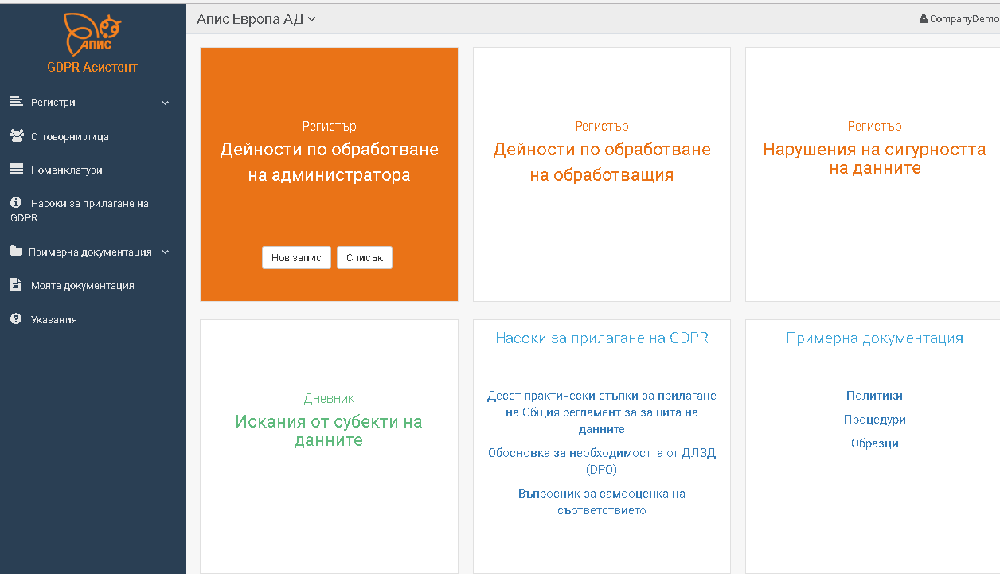 Апис
GDPR Асистент
Регистри
Отговорни лица
Номенклатури
Насоки за прилагане на
GDPR
Примерна документация
Моята документация
Указания
Апис Европа АД
CompanyDemo
Регистър
Дейности по обработване
на администратора
Нов запис
Списък
Регистър
Дейности по обработване
на обработващия
Регистър
Нарушения на сигурността
на данните
Дневник
Искания от субекти на
данните
Насоки за прилагане на GDPR
Десет практически стъпки за прилагане
на Общия регламент за защита на
данните
Обосновка за необходимостта от ДЛЗД
(DPO)
Въпросник за самооценка на
съответствието
Примерна документация
Политики
Процедури
Образци